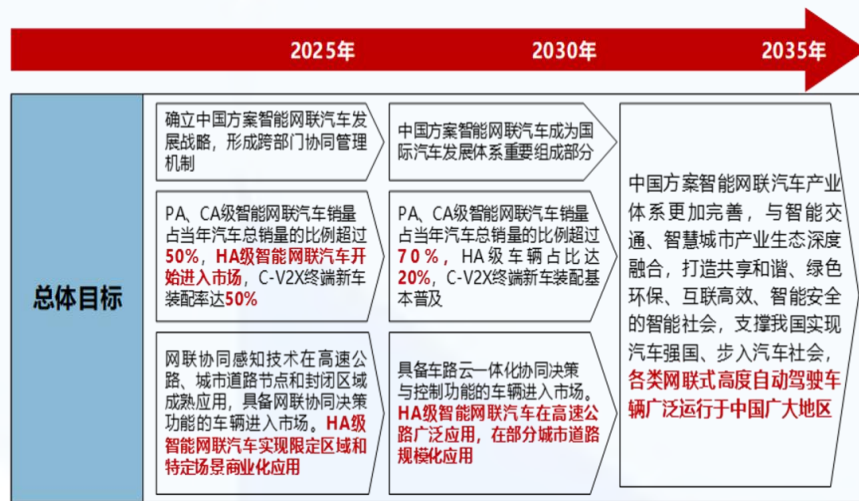 2025年
2030年
2035年
总体目标
确立中国方案智能网联汽车发
展战略，形成跨部门协同管理
机制
中国方案智能网联汽车成为国
际汽车发展体系重要组成部分
PA、CA级智能网联汽车销量
占当年汽车总销量的比例超过
50%，HA级智能网联汽车开
始进入市场，C-V2X终端新车
装配率达50%
PA、CA级智能网联汽车销量
占当年汽车总销量的比例超过
70%，HA级车辆占比达
20%，C-V2X终端新车装配基
本普及
网联协同感知技术在高速公
路、城市道路节点和封闭区域
成熟应用，具备网联协同决策
功能的车辆进入市场。HA级
智能网联汽车实现限定区域和
特定场景商业化应用
具备车路云一体化协同决策
与控制功能的车辆进入市场。
HA级智能网联汽车在高速公
路广泛应用，在部分城市道路
规模化应用
中国方案智能网联汽车产业
体系更加完善，与智能交
通、智慧城市产业生态深度
融合，打造共享和谐、绿色
环保、互联高效、智能安全
的智能社会，支撑我国实现
汽车强国、步入汽车社会，
各类网联式高度自动驾驶车
辆广泛运行于中国广大地区